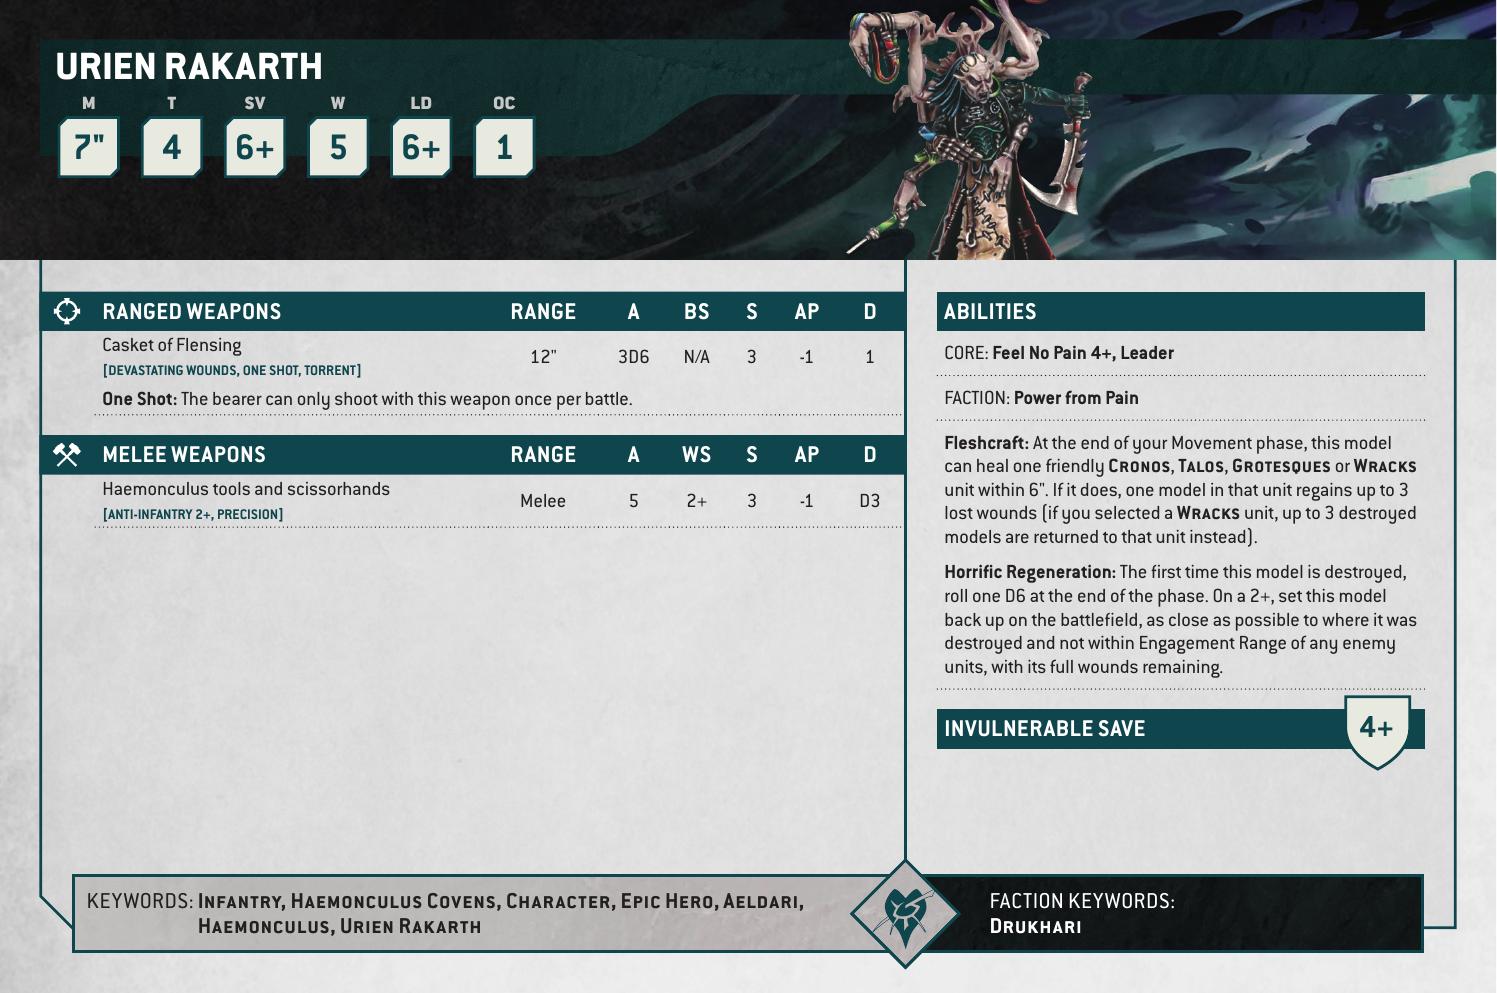 URIEN RAKARTH
M T SV W LD OC
7" 4 6+ 5 6+ 1
RANGED WEAPONS RANGE A BS S AP D
Casket of Flensing 12" 3D6 N/A 3 -1 1
[DEVASTATING WOUNDS, ONE SHOT, TORRENT]
One Shot: The bearer can only shoot with this weapon once per battle.
MELEE WEAPONS RANGE A WS S AP D
Haemonculus tools and scissorhands Melee 5 2+ 3 -1 D3
[ANTI-INFANTRY 2+, PRECISION]
ABILITIES
CORE: Feel No Pain 4+, Leader
FACTION: Power from Pain
Fleshcraft: At the end of your Movement phase, this model
can heal one friendly CRONOS, TALOS, GROTESQUES or WRACKS
unit within 6". If it does, one model in that unit regains up to 3
lost wounds (if you selected a WRACKS unit, up to 3 destroyed
models are returned to that unit instead).
Horrific Regeneration: The first time this model is destroyed,
roll one D6 at the end of the phase. On a 2+, set this model
back up on the battlefield, as close as possible to where it was
destroyed and not within Engagement Range of any enemy
units, with its full wounds remaining.
INVULNERABLE SAVE 4+
KEYWORDS: INFANTRY, HAEMONCULUS COVENS, CHARACTER, EPIC HERO, AELDARI,
HAEMONCULUS, URIEN RAKARTH
FACTION KEYWORDS:
DRUKHARI